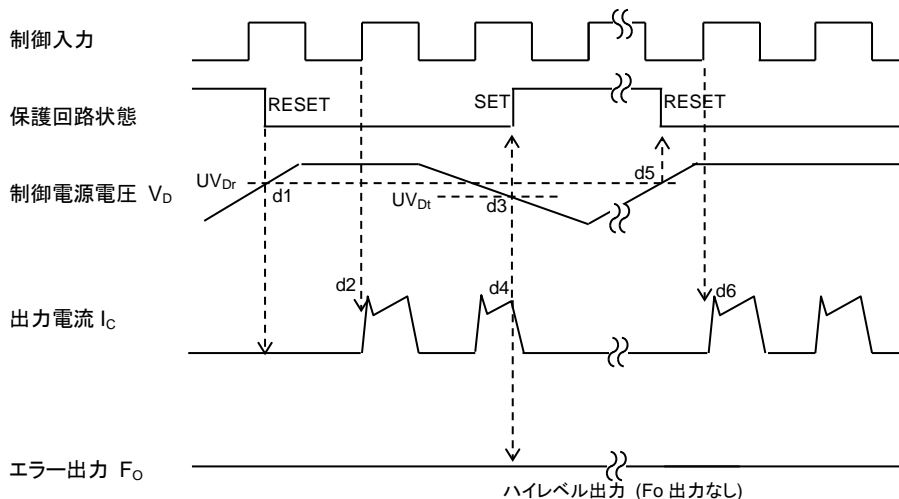 制御入力
RESET
SET
RESET
保護回路状態
UVDr
d1
d5
制御電源電圧 VD
UVDt
d3
d2
d4
d6
出力電流 IC
エラー出力 FO
ハイレベル出力 (Fo 出力なし)